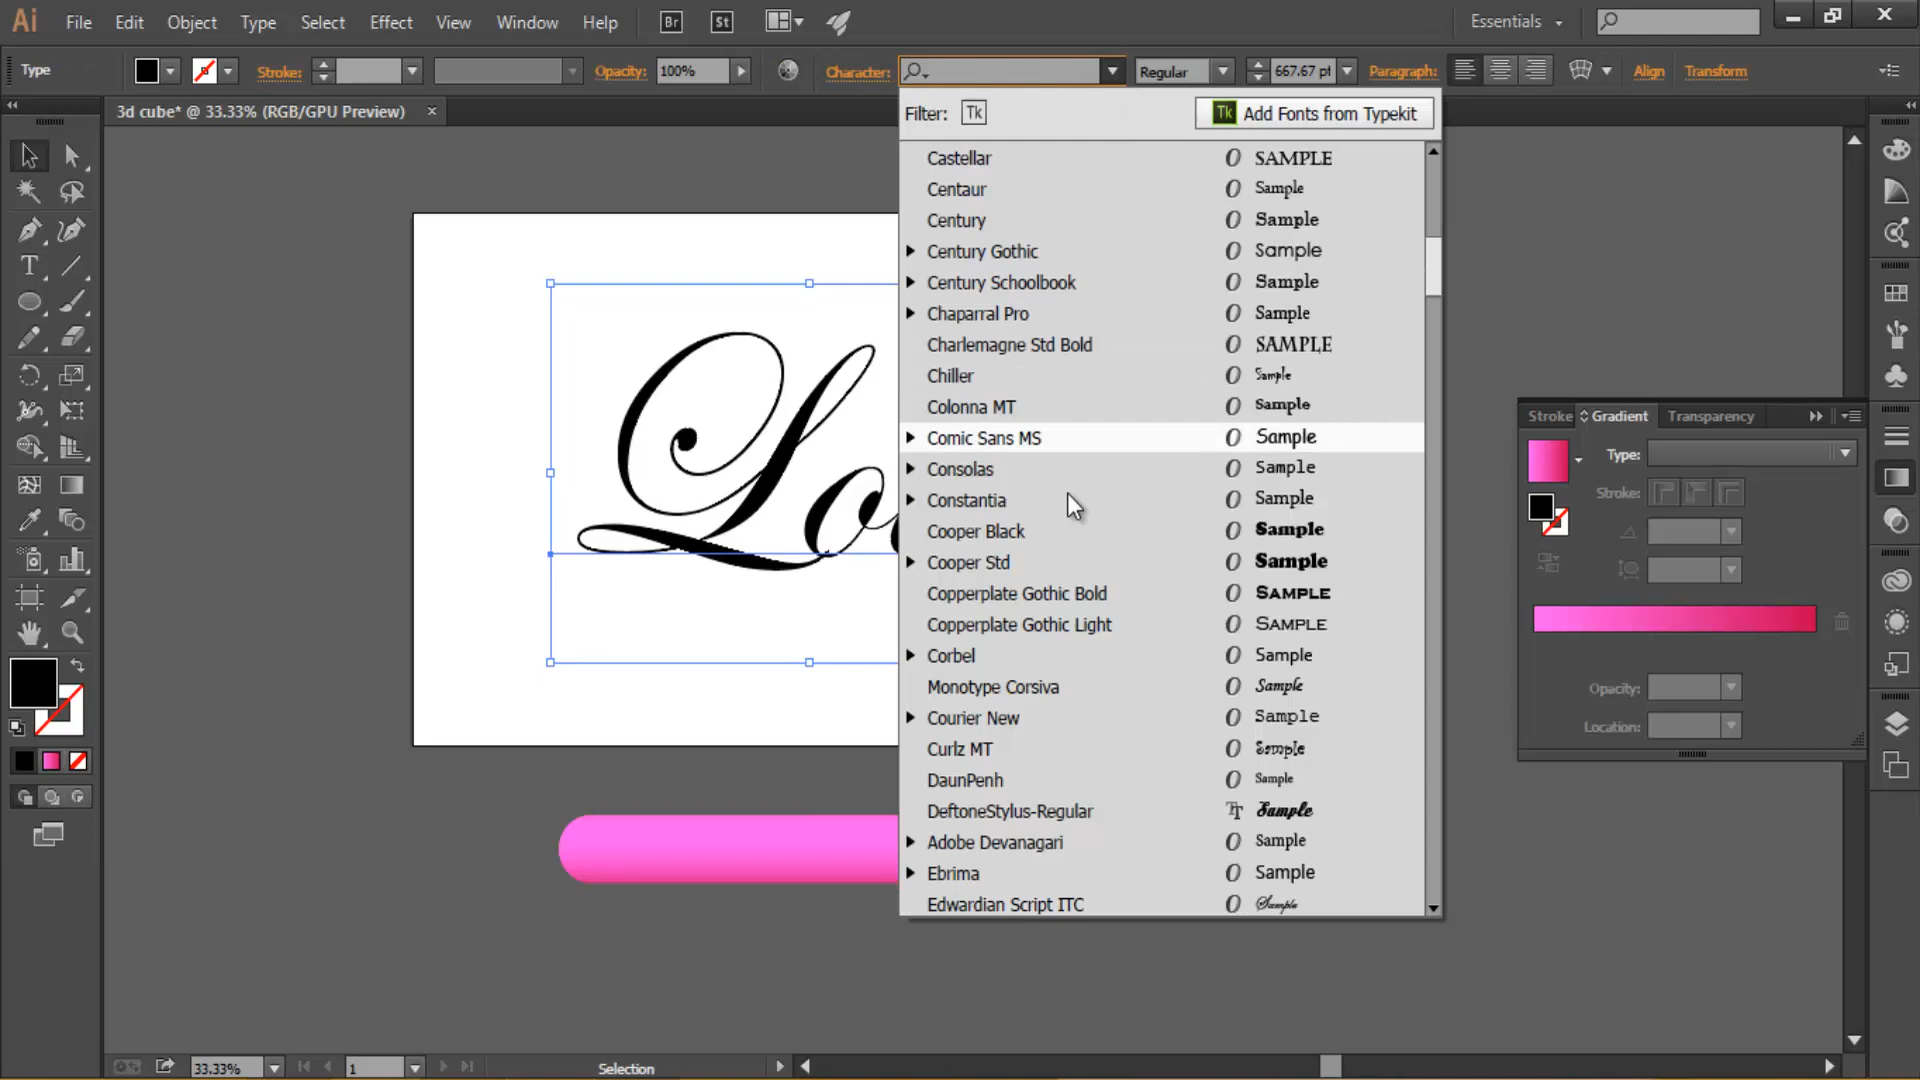 Ai File Edit Object Type Select Effect View Window Help Br St Essentials
Type Stroke: Opacity: 100% Character: Regular 667.67 pt Paragraph: Align Transform
3d cube* @ 33.33% (RGB/GPU Preview) ×
Filter: Tk Tk Add Fonts from Typekit
Castellar O SAMPLE
Centaur O Sample
Century O Sample
Century Gothic O Sample
Century Schoolbook O Sample
Chaparral Pro O Sample
Charlemagne Std Bold O SAMPLE
Chiller O Sample
Colonna MT O Sample
Comic Sans MS O Sample
Consolas O Sample
Constantia O Sample
Cooper Black O Sample
Cooper Std O Sample
Copperplate Gothic Bold O SAMPLE
Copperplate Gothic Light O SAMPLE
Corbel O Sample
Monotype Corsiva O Sample
Courier New O Sample
Curlz MT O Sample
DaunPenh O Sample
DeftoneStylus-Regular TT Sample
Adobe Devanagari O Sample
Ebrima O Sample
Edwardian Script ITC O Sample
Lo
Stroke Gradient Transparency
Type:
Stroke:
Opacity:
Location:
33.33% 1 Selection